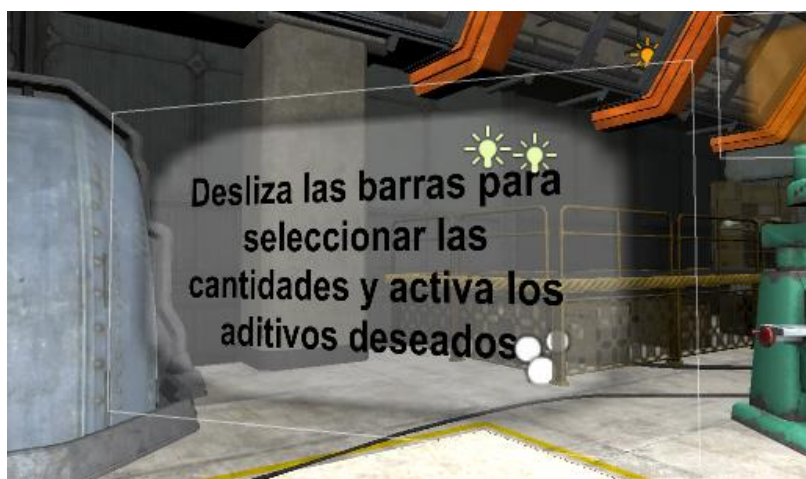 Desliza las barras para
seleccionar las
cantidades y activa los
aditivos deseados